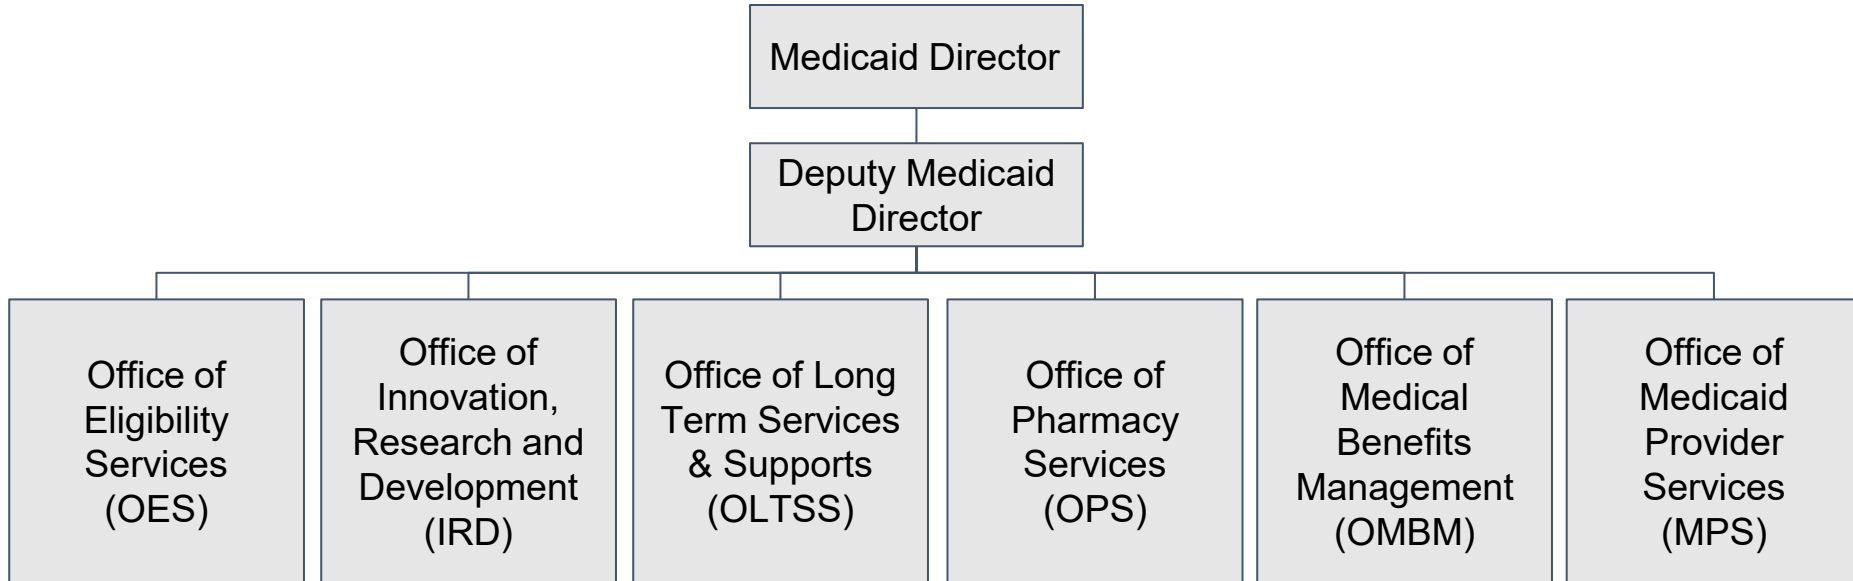 Medicaid Director
Deputy Medicaid
Director
Office of
Eligibility
Services
(OES)
Office of
Innovation,
Research and
Development
(IRD)
Office of Long
Term Services
& Supports
(OLTSS)
Office of
Pharmacy
Services
(OPS)
Office of
Medical
Benefits
Management
(OMBM)
Office of
Medicaid
Provider
Services
(MPS)